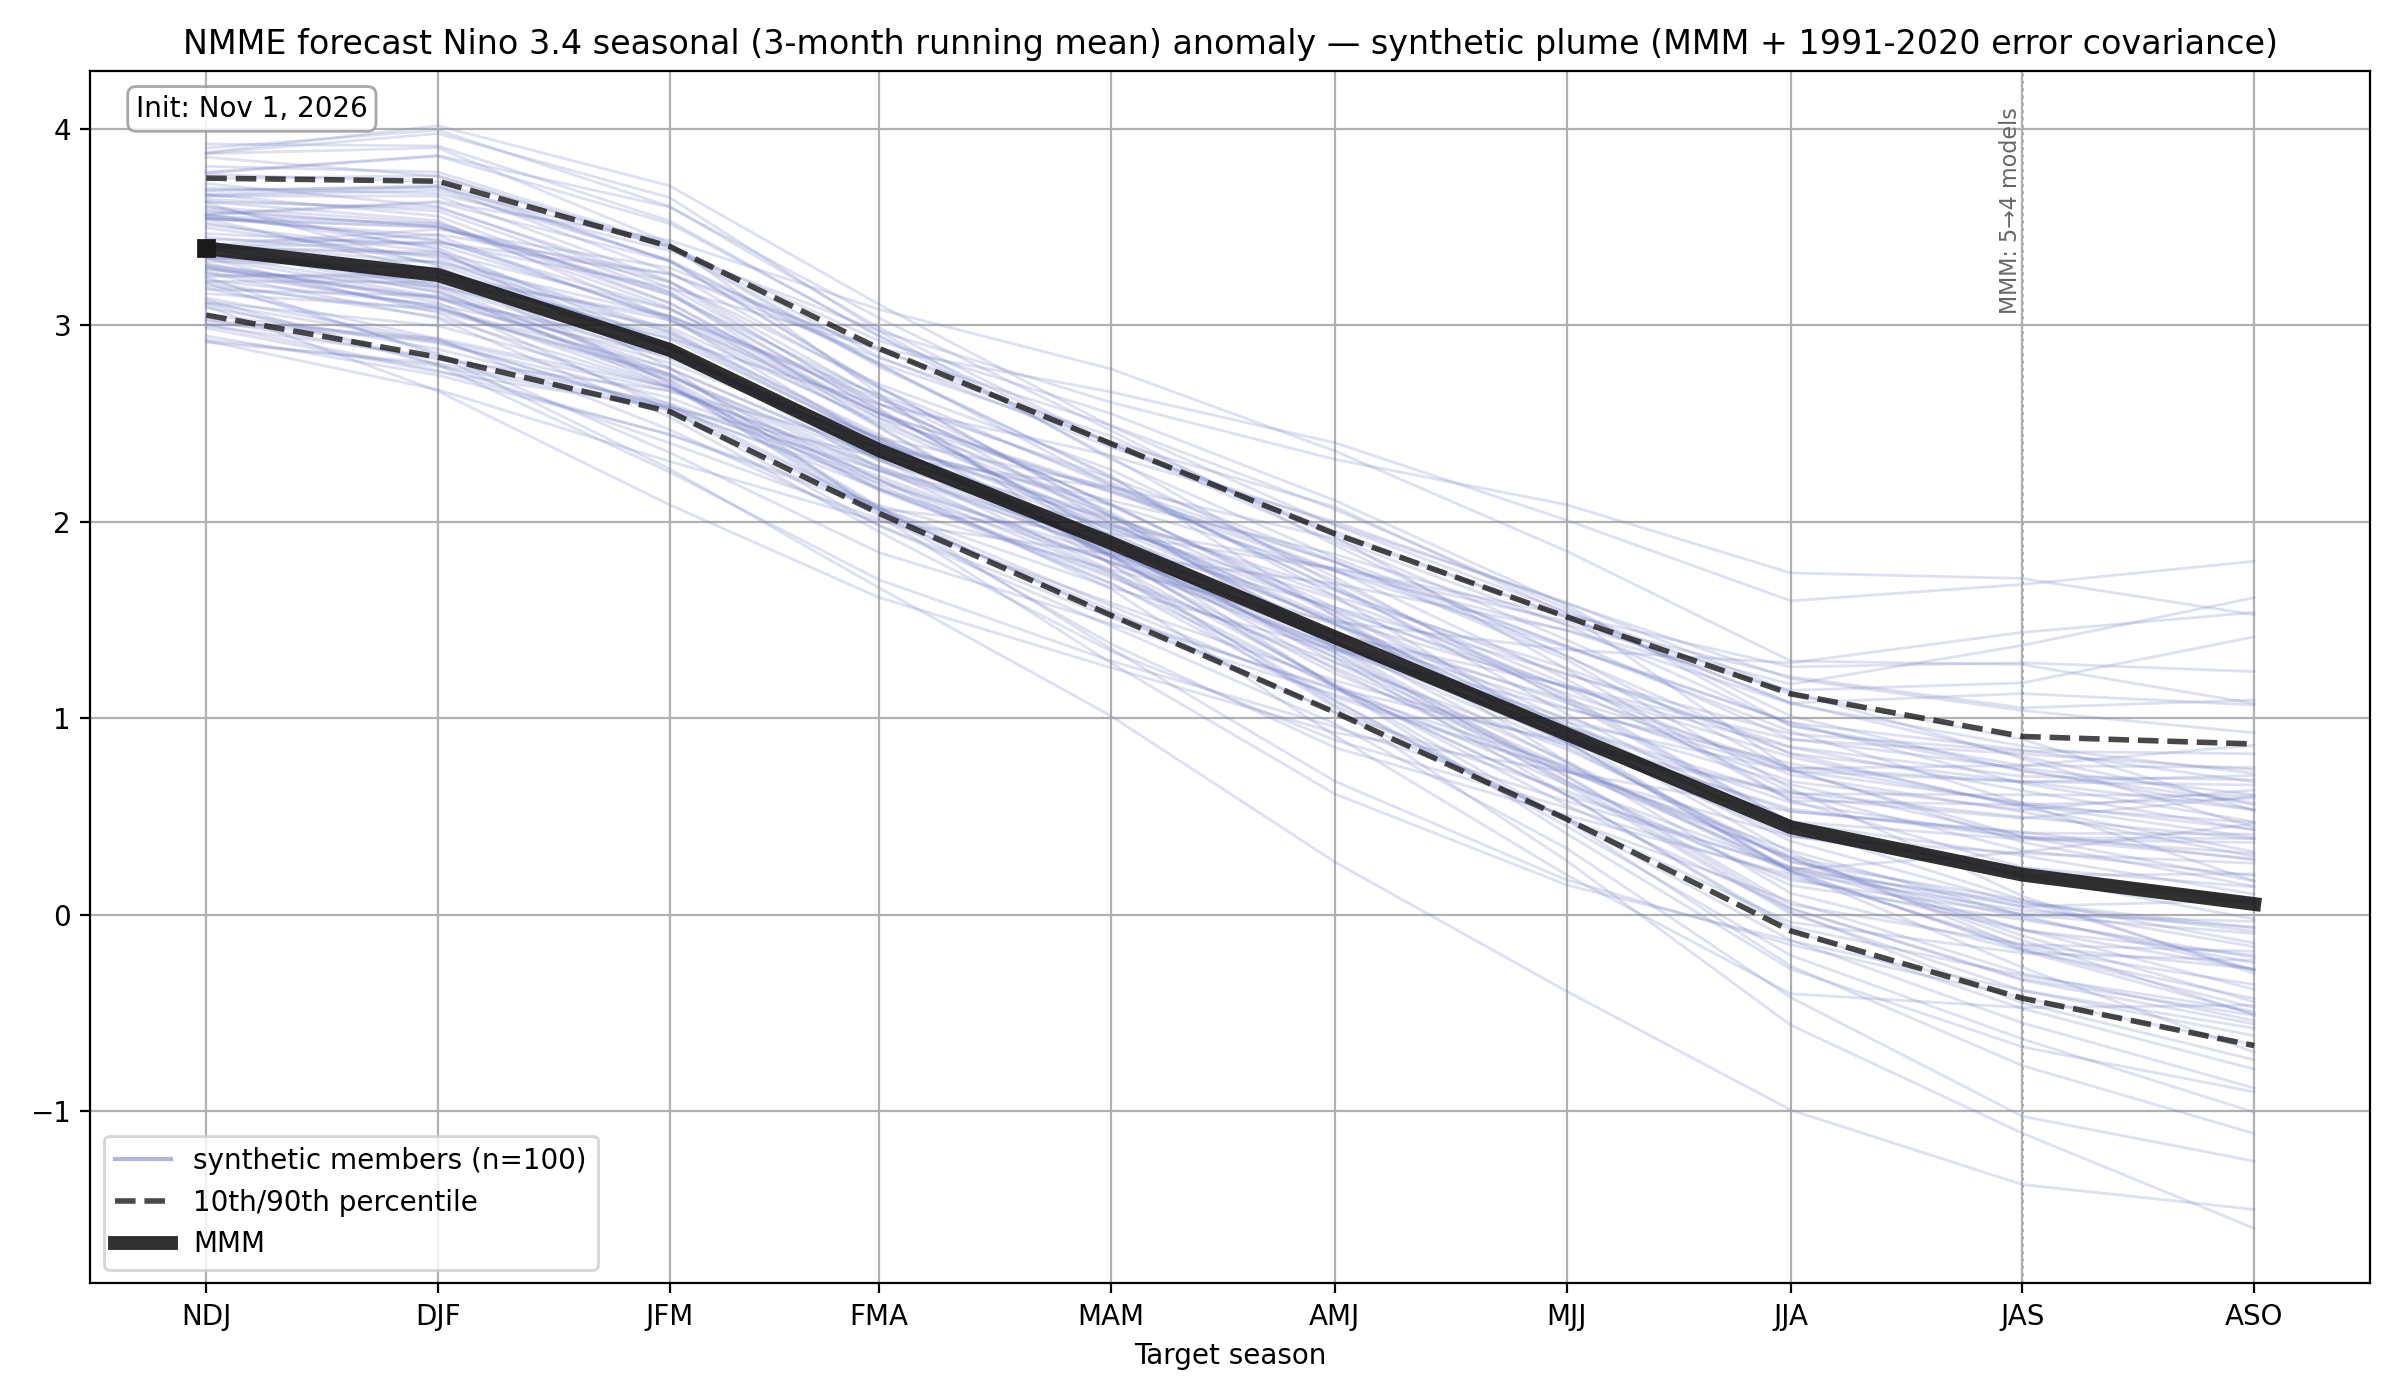 NMME forecast Nino 3.4 seasonal (3-month running mean) anomaly — synthetic plume (MMM + 1991-2020 error covariance)
Init: Nov 1, 2026
MMM: 5→4 models
4
3
2
1
0
−1
synthetic members (n=100)
10th/90th percentile
MMM
NDJ DJF JFM FMA MAM AMJ MJJ JJA JAS ASO
Target season